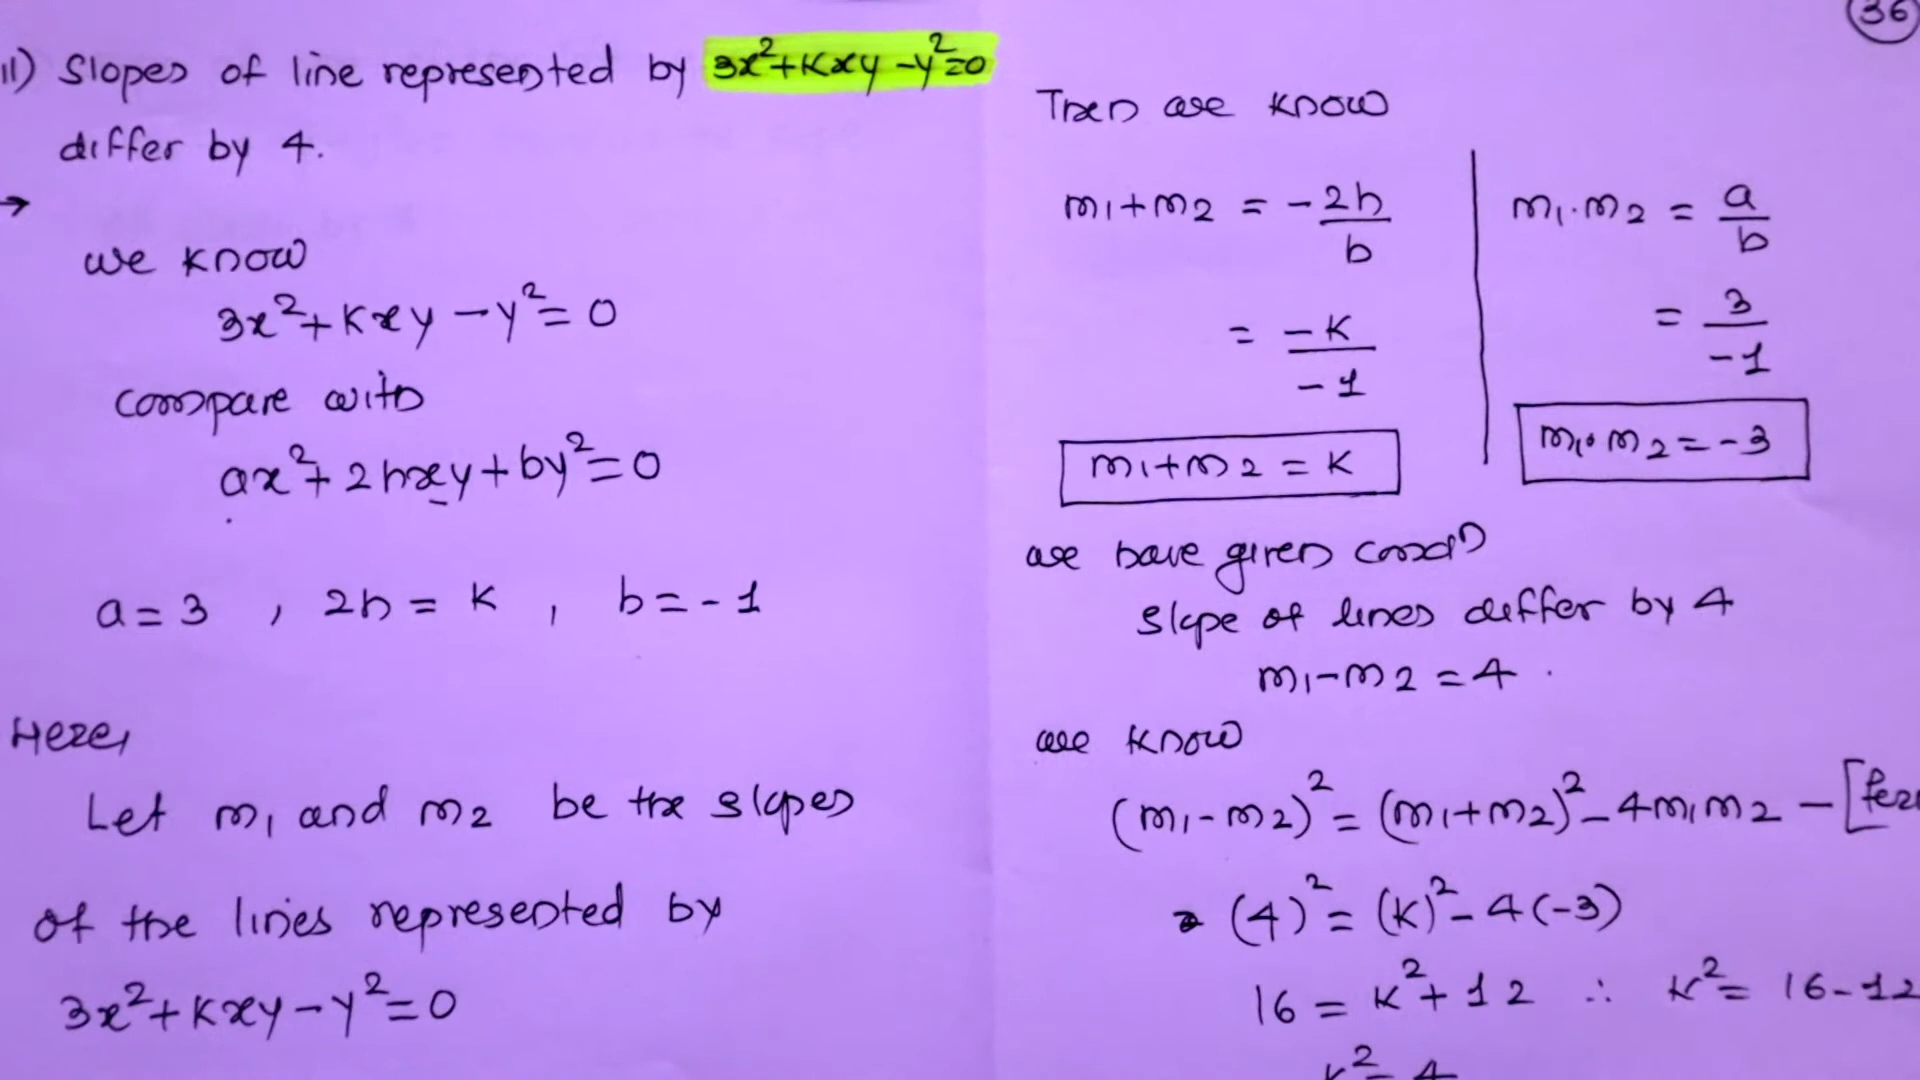 36
11) Slopes of line represented by 3x²+Kxy-y²=0
differ by 4.
→
we know
3x²+Kxy-y²=0
compare with
ax²+2hxy+by²=0
a=3 , 2h=K , b=-1
Here,
Let m1 and m2 be the slopes
of the lines represented by
3x²+Kxy-y²=0
Then we know
m1+m2 = -2h/b
= -K/-1
m1+m2 = K
m1.m2 = a/b
= 3/-1
m1.m2 = -3
we have given condn
slope of lines differ by 4
m1-m2 = 4.
we know
(m1-m2)² = (m1+m2)²-4m1m2 - [
(4)² = (K)²-4(-3)
16 = K²+12 ∴ K² = 16-12
K² = 4